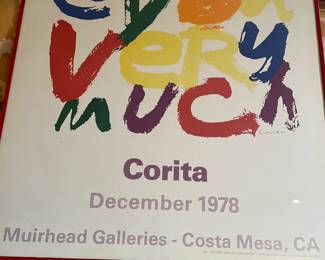 very
much
Corita
December 1978
Muirhead Galleries - Costa Mesa, CA